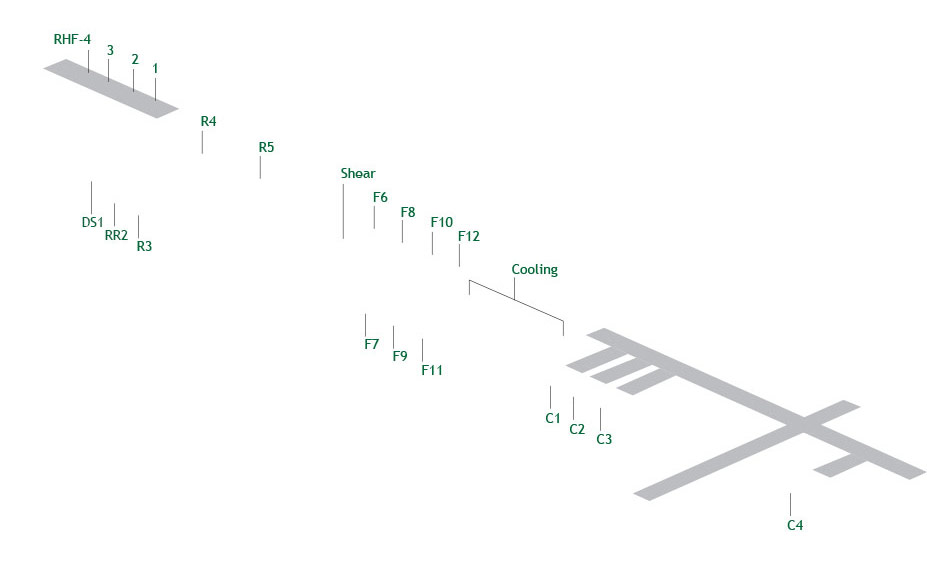 RHF-4
3
2
1
R4
R5
DS1
RR2
R3
Shear
F6
F8
F10
F12
F7
F9
F11
Cooling
C1
C2
C3
C4